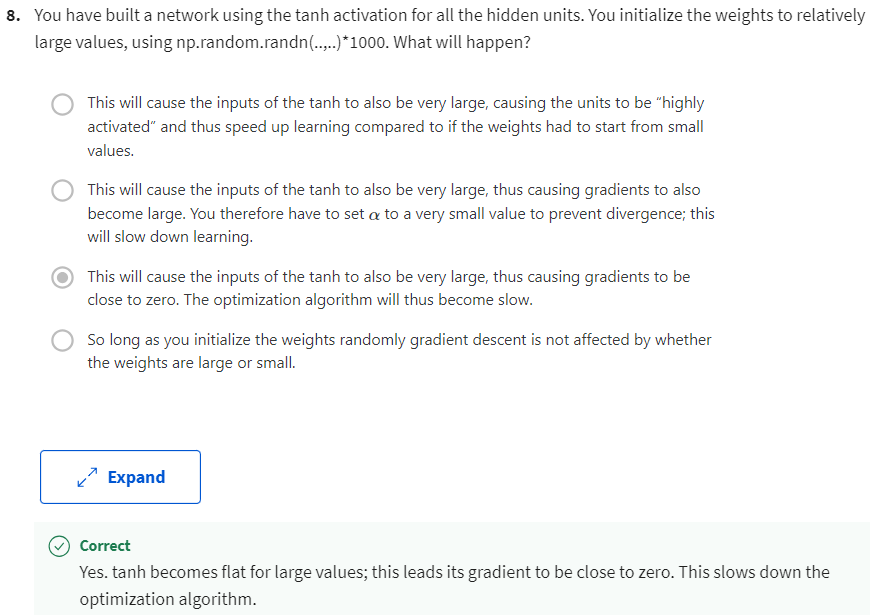 8. You have built a network using the tanh activation for all the hidden units. You initialize the weights to relatively
large values, using np.random.randn(..,..)*1000. What will happen?
This will cause the inputs of the tanh to also be very large, causing the units to be “highly
activated” and thus speed up learning compared to if the weights had to start from small
values.
This will cause the inputs of the tanh to also be very large, thus causing gradients to also
become large. You therefore have to set α to a very small value to prevent divergence; this
will slow down learning.
This will cause the inputs of the tanh to also be very large, thus causing gradients to be
close to zero. The optimization algorithm will thus become slow.
So long as you initialize the weights randomly gradient descent is not affected by whether
the weights are large or small.
Expand
Correct
Yes. tanh becomes flat for large values; this leads its gradient to be close to zero. This slows down the
optimization algorithm.